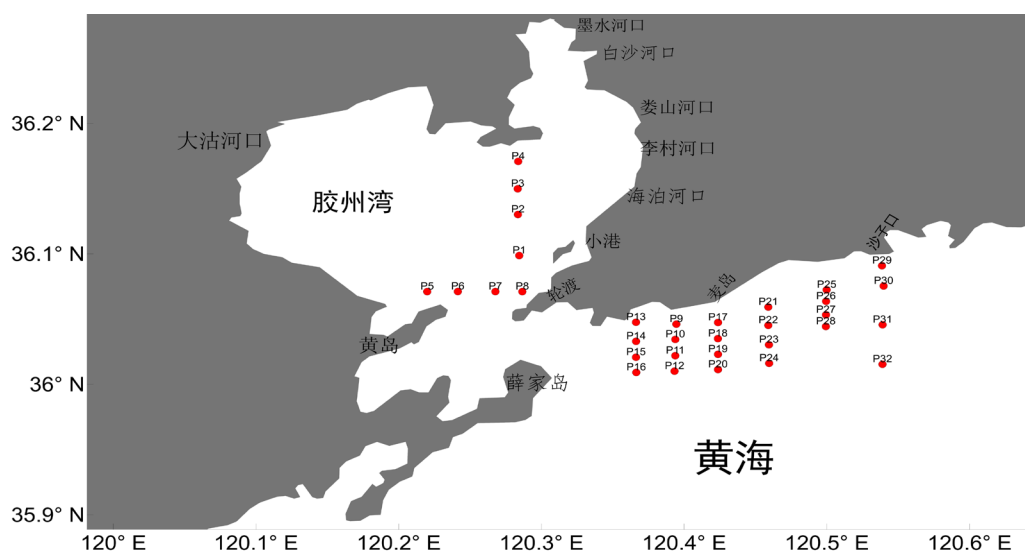 墨水河口
白沙河口
36.2° N
娄山河口
大沽河口
李村河口
P4
P3
海泊河口
胶州湾
P2
沙子口
小港
36.1° N
P1
P29
P30
P5
P6
P7
P8
轮渡
麦岛
P25
P26
P21
P27
P13
P9
P17
P22
P28
P31
黄岛
P14
P10
P18
P23
P15
P11
P19
P24
P32
36° N
薛家岛
P16
P12
P20
黄海
35.9° N
120° E
120.1° E
120.2° E
120.3° E
120.4° E
120.5° E
120.6° E